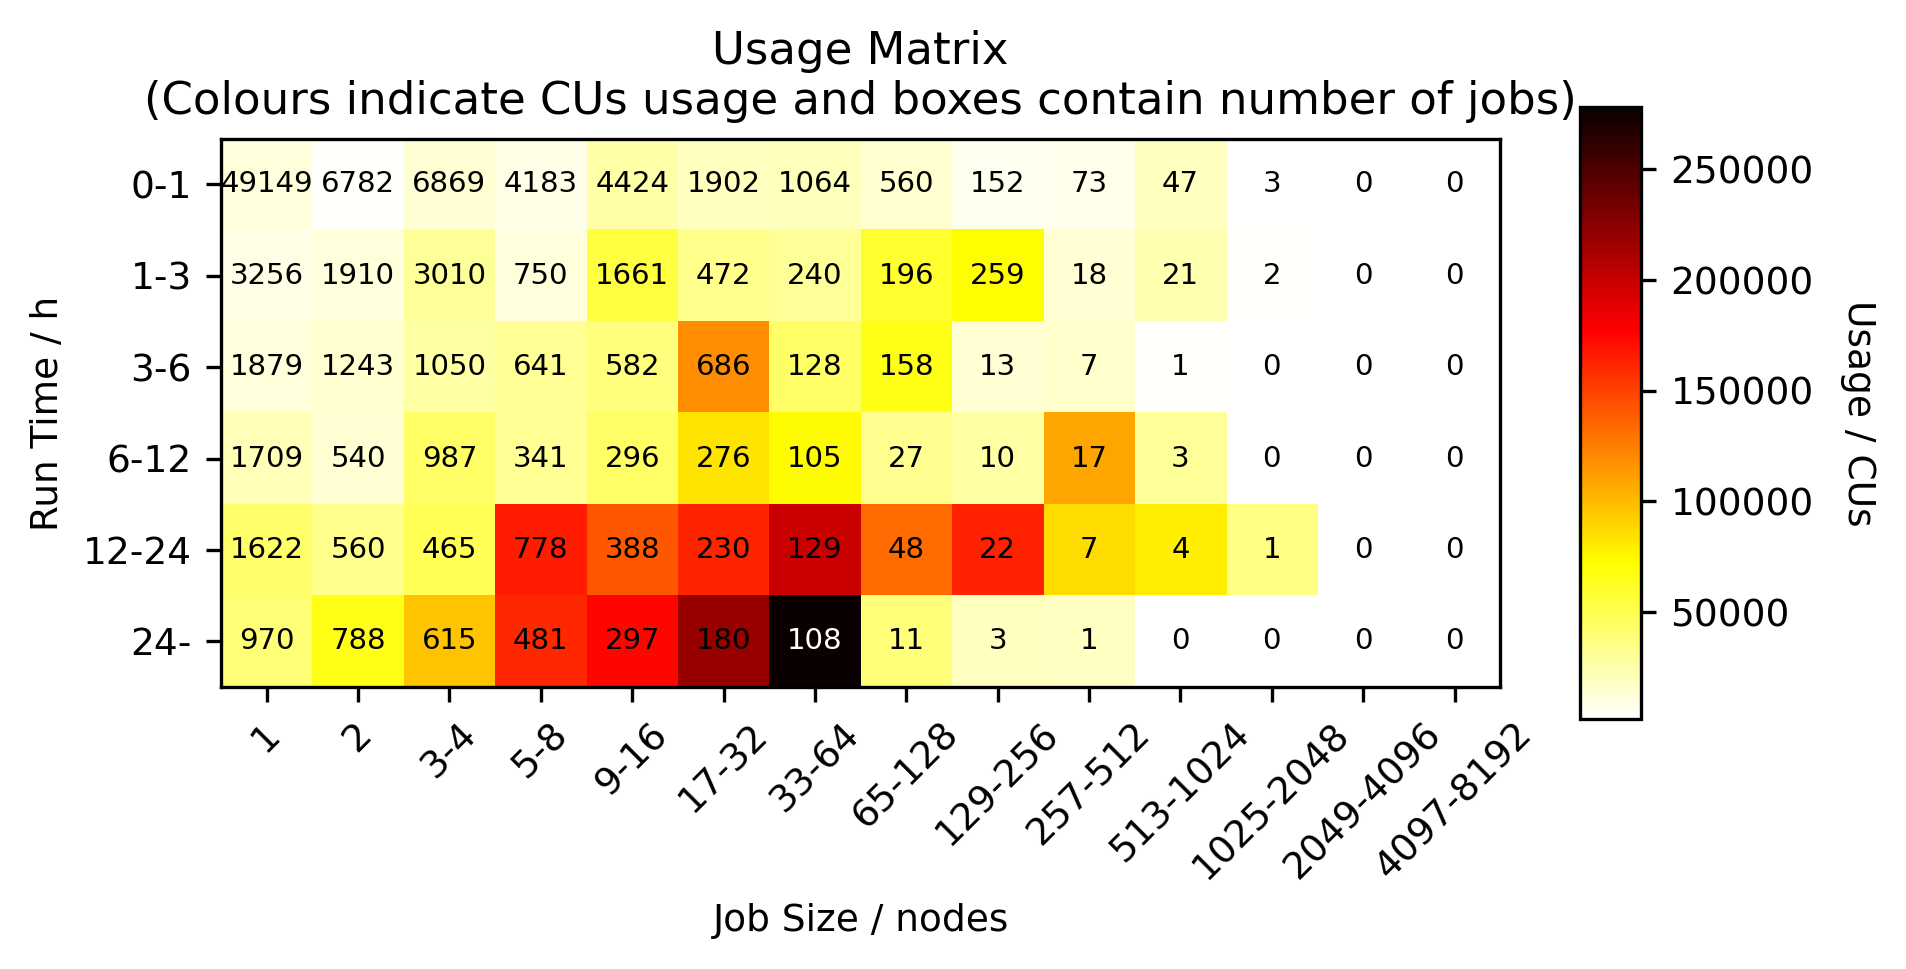 Usage Matrix
(Colours indicate CUs usage and boxes contain number of jobs)
0-1 49149 6782 6869 4183 4424 1902 1064 560 152 73 47 3 0 0
1-3 3256 1910 3010 750 1661 472 240 196 259 18 21 2 0 0
3-6 1879 1243 1050 641 582 686 128 158 13 7 1 0 0 0
6-12 1709 540 987 341 296 276 105 27 10 17 3 0 0 0
12-24 1622 560 465 778 388 230 129 48 22 7 4 1 0 0
24- 970 788 615 481 297 180 108 11 3 1 0 0 0 0
Run Time / h
1 2 3-4 5-8 9-16 17-32 33-64 65-128 129-256 257-512 513-1024 1025-2048 2049-4096 4097-8192
Job Size / nodes
250000
200000
150000
100000
50000
Usage / CUs